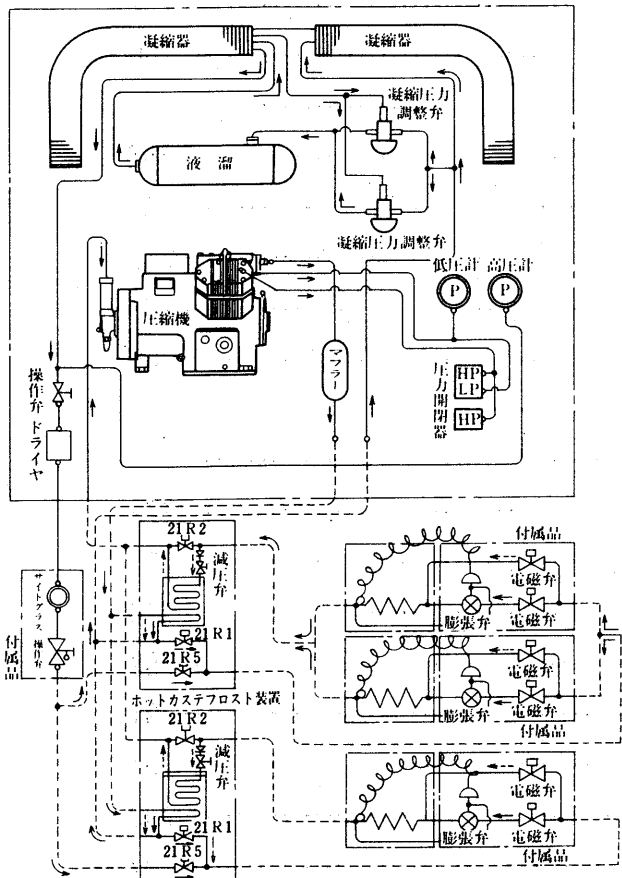 凝縮器
凝縮器
凝縮圧力
調整弁
液溜
凝縮圧力調整弁
低圧計
高圧計
P
P
圧縮機
マフラー
圧力開閉器
HP
LP
HP
操作弁
ドライヤ
サイトグラス
操作弁
付属品
21R2
減圧弁
21R1
21R5
ホットガスデフロスト装置
21R2
減圧弁
21R1
21R5
付属品
電磁弁
膨張弁
電磁弁
電磁弁
膨張弁
電磁弁
付属品
付属品
電磁弁
膨張弁
電磁弁